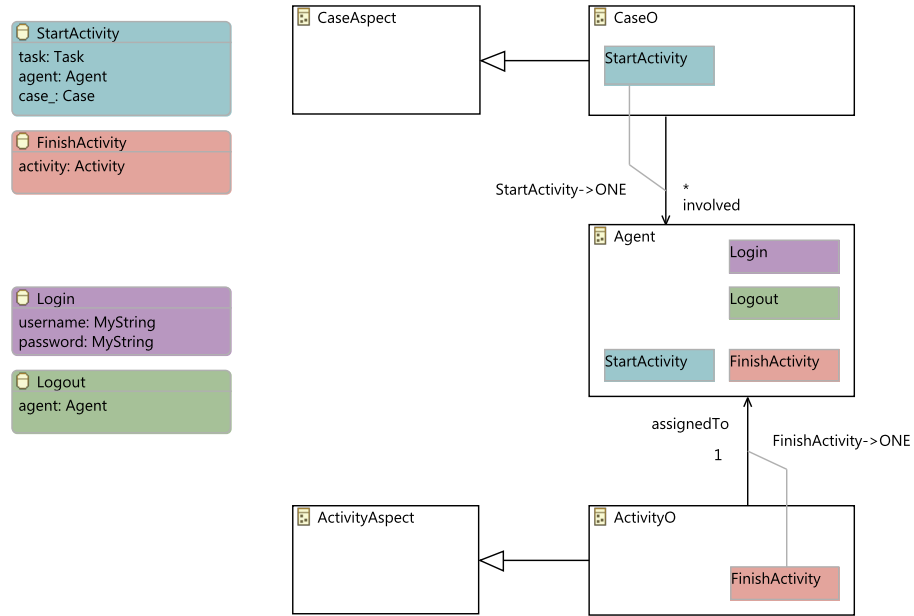 StartActivity
task: Task
agent: Agent
case_: Case
FinishActivity
activity: Activity
Login
username: MyString
password: MyString
Logout
agent: Agent
CaseAspect
CaseO
StartActivity
StartActivity->ONE
*
involved
Agent
Login
Logout
StartActivity
FinishActivity
assignedTo
FinishActivity->ONE
1
ActivityAspect
ActivityO
FinishActivity